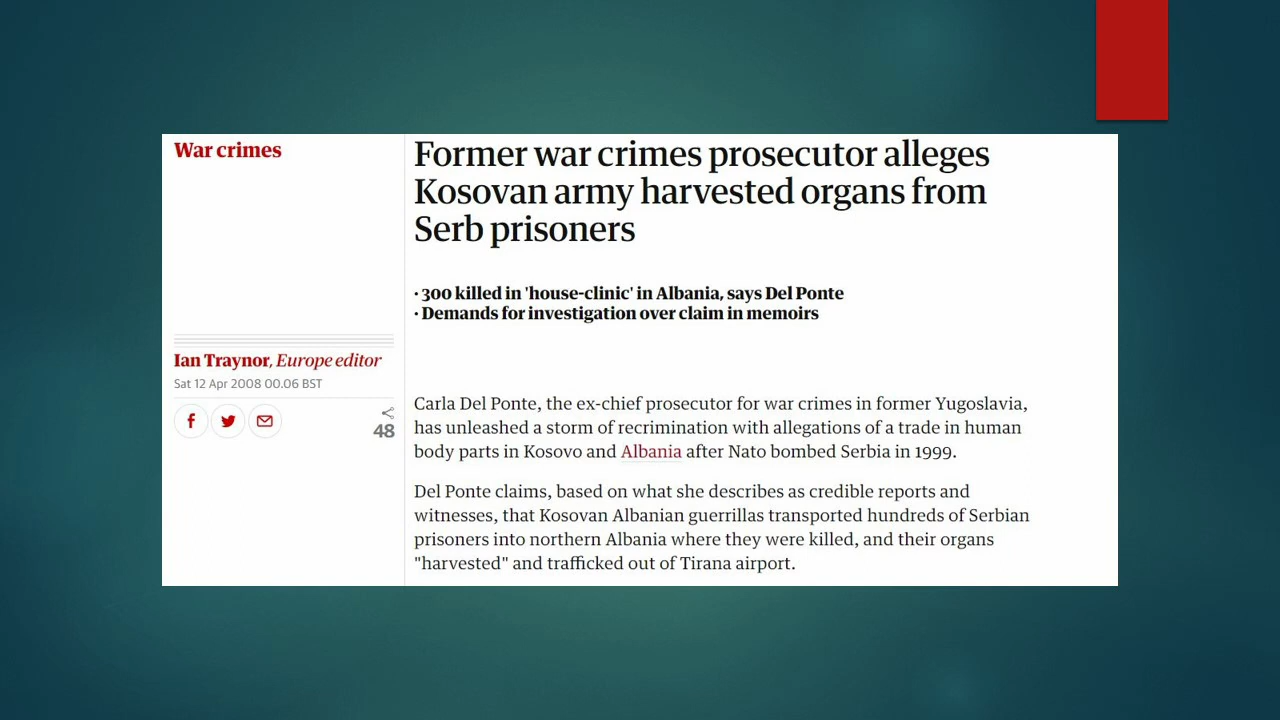 War crimes
Former war crimes prosecutor alleges
Kosovan army harvested organs from
Serb prisoners
· 300 killed in 'house-clinic' in Albania, says Del Ponte
· Demands for investigation over claim in memoirs
Ian Traynor, Europe editor
Sat 12 Apr 2008 00.06 BST
48
Carla Del Ponte, the ex-chief prosecutor for war crimes in former Yugoslavia,
has unleashed a storm of recrimination with allegations of a trade in human
body parts in Kosovo and Albania after Nato bombed Serbia in 1999.
Del Ponte claims, based on what she describes as credible reports and
witnesses, that Kosovan Albanian guerrillas transported hundreds of Serbian
prisoners into northern Albania where they were killed, and their organs
"harvested" and trafficked out of Tirana airport.